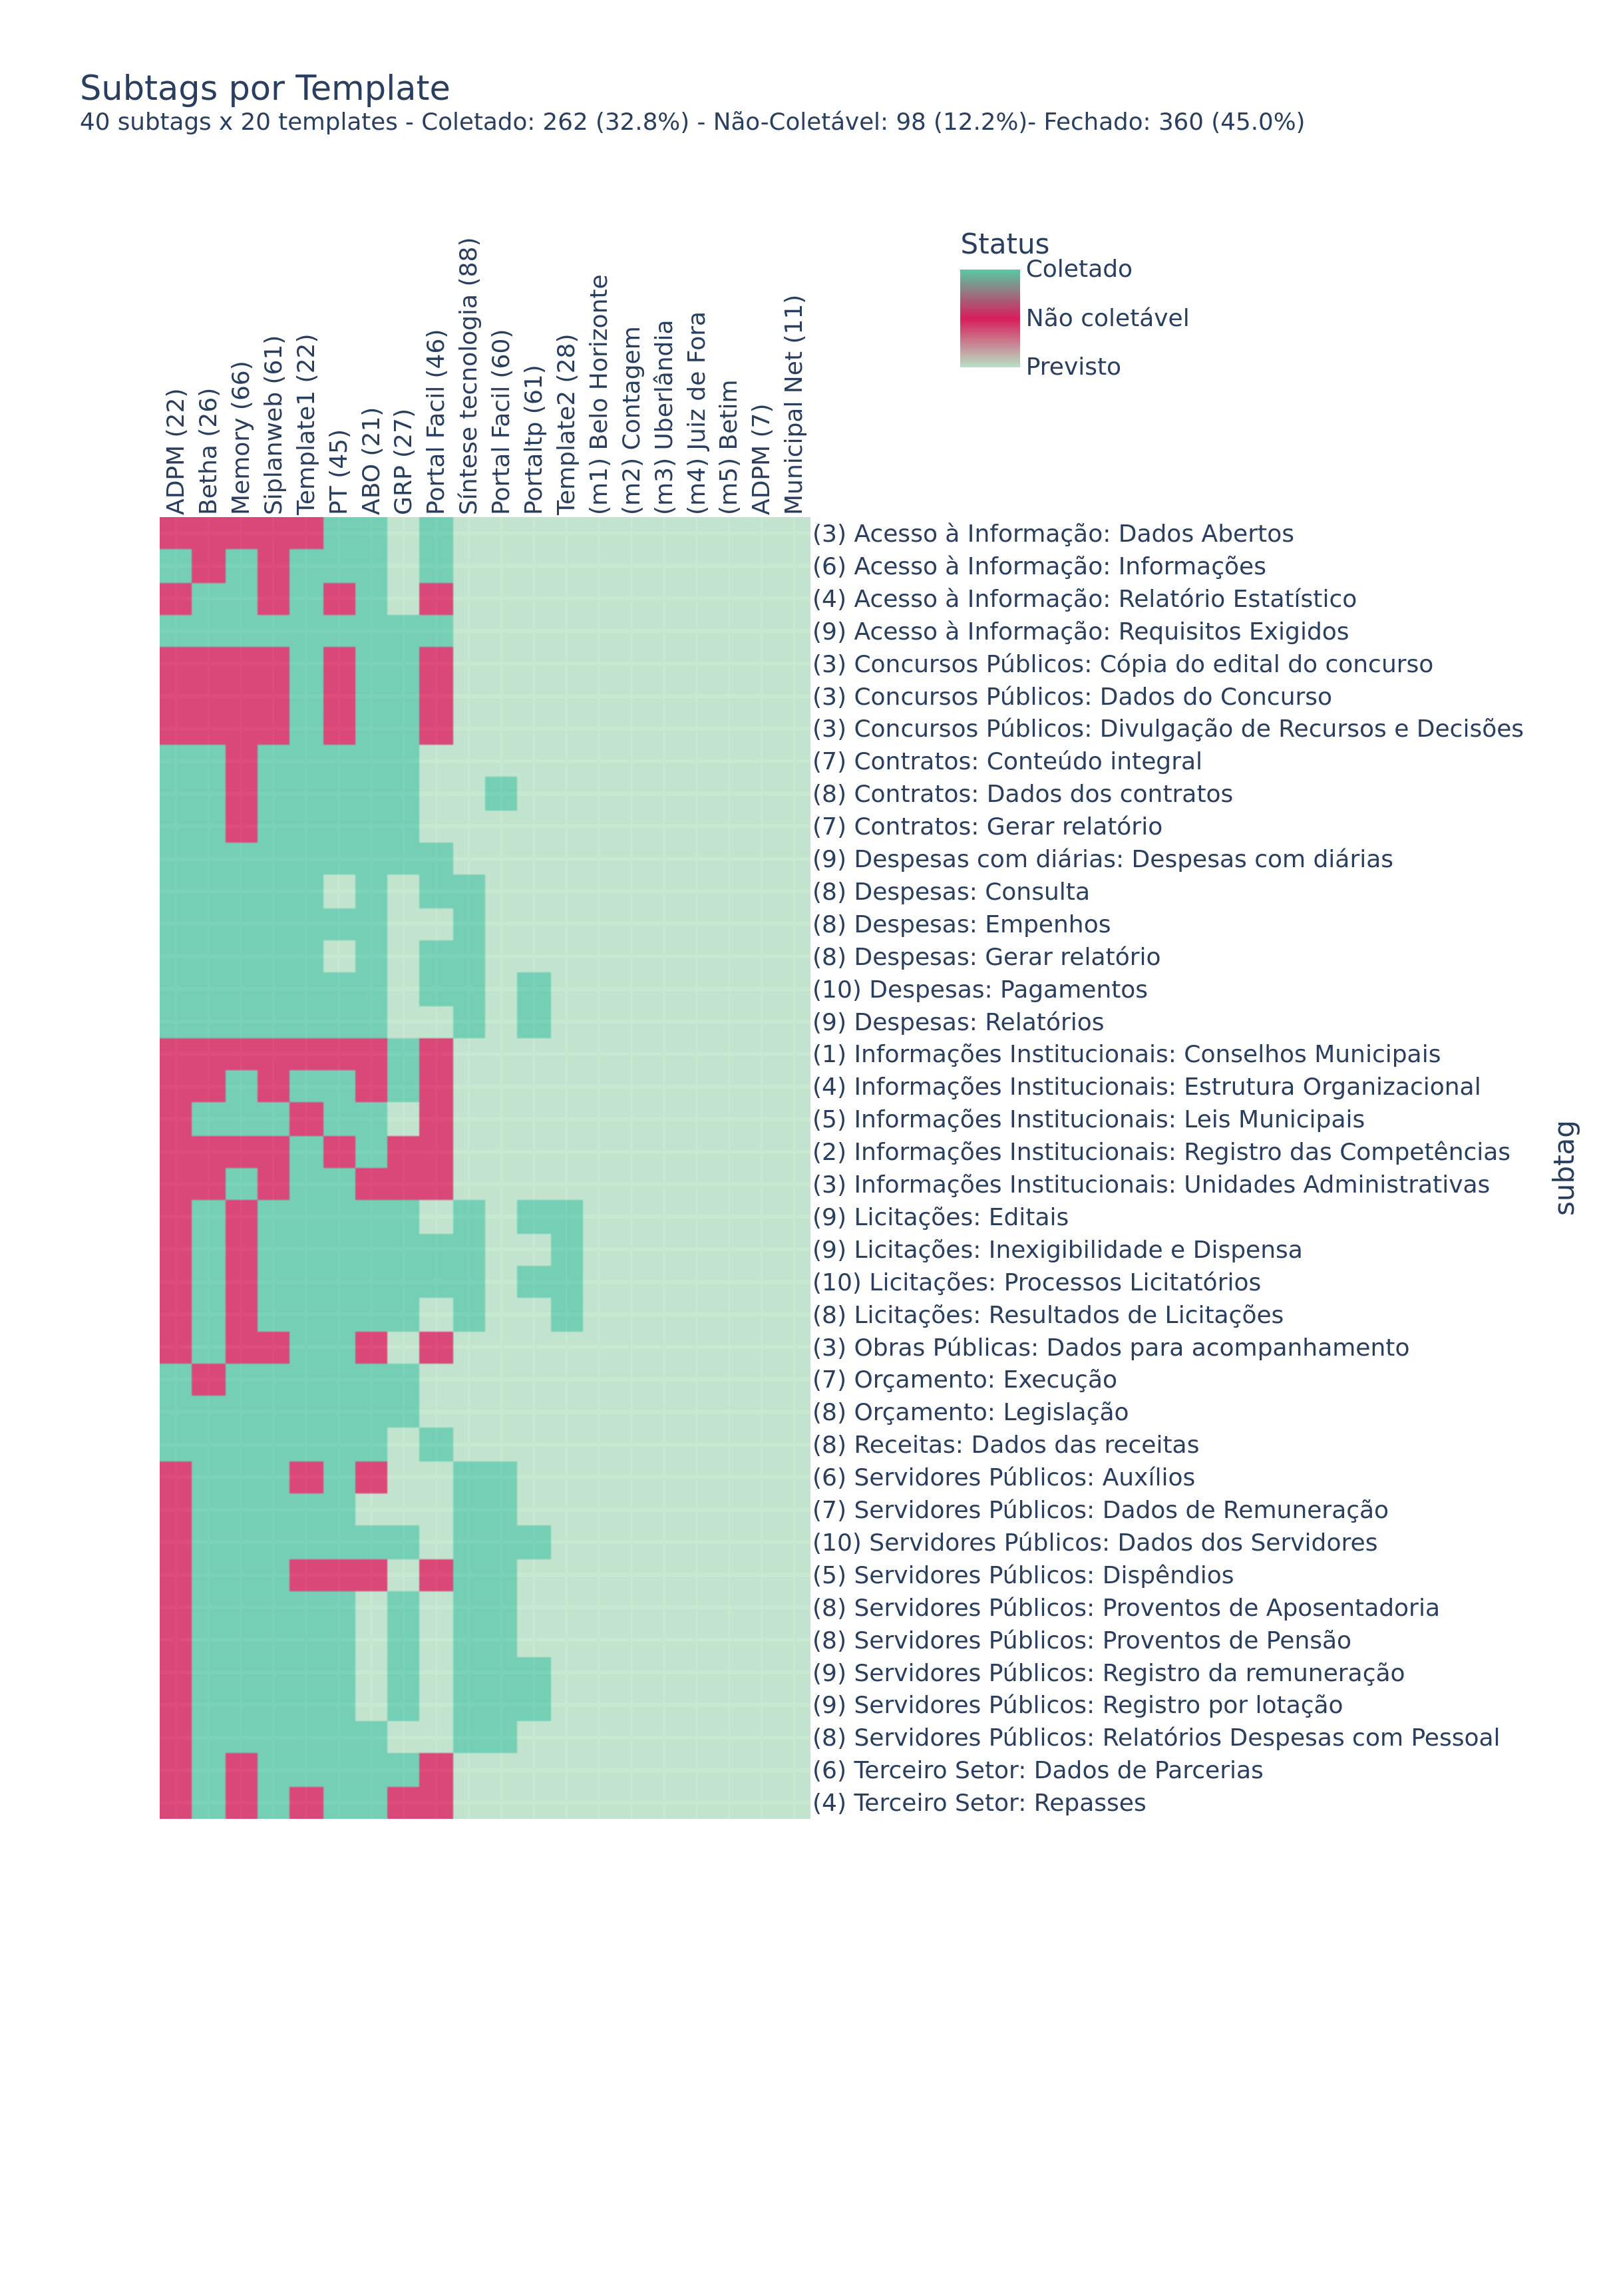 Subtags por Template
40 subtags x 20 templates - Coletado: 262 (32.8%) - Não-Coletável: 98 (12.2%)- Fechado: 360 (45.0%)
Status
Coletado
Não coletável
Previsto
ADPM (22)
Betha (26)
Memory (66)
Siplanweb (61)
Template1 (22)
PT (45)
ABO (21)
GRP (27)
Portal Facil (46)
Síntese tecnologia (88)
Portal Facil (60)
Portaltp (61)
Template2 (28)
(m1) Belo Horizonte
(m2) Contagem
(m3) Uberlândia
(m4) Juiz de Fora
(m5) Betim
ADPM (7)
Municipal Net (11)
(3) Acesso à Informação: Dados Abertos
(6) Acesso à Informação: Informações
(4) Acesso à Informação: Relatório Estatístico
(9) Acesso à Informação: Requisitos Exigidos
(3) Concursos Públicos: Cópia do edital do concurso
(3) Concursos Públicos: Dados do Concurso
(3) Concursos Públicos: Divulgação de Recursos e Decisões
(7) Contratos: Conteúdo integral
(8) Contratos: Dados dos contratos
(7) Contratos: Gerar relatório
(9) Despesas com diárias: Despesas com diárias
(8) Despesas: Consulta
(8) Despesas: Empenhos
(8) Despesas: Gerar relatório
(10) Despesas: Pagamentos
(9) Despesas: Relatórios
(1) Informações Institucionais: Conselhos Municipais
(4) Informações Institucionais: Estrutura Organizacional
(5) Informações Institucionais: Leis Municipais
(2) Informações Institucionais: Registro das Competências
(3) Informações Institucionais: Unidades Administrativas
(9) Licitações: Editais
(9) Licitações: Inexigibilidade e Dispensa
(10) Licitações: Processos Licitatórios
(8) Licitações: Resultados de Licitações
(3) Obras Públicas: Dados para acompanhamento
(7) Orçamento: Execução
(8) Orçamento: Legislação
(8) Receitas: Dados das receitas
(6) Servidores Públicos: Auxílios
(7) Servidores Públicos: Dados de Remuneração
(10) Servidores Públicos: Dados dos Servidores
(5) Servidores Públicos: Dispêndios
(8) Servidores Públicos: Proventos de Aposentadoria
(8) Servidores Públicos: Proventos de Pensão
(9) Servidores Públicos: Registro da remuneração
(9) Servidores Públicos: Registro por lotação
(8) Servidores Públicos: Relatórios Despesas com Pessoal
(6) Terceiro Setor: Dados de Parcerias
(4) Terceiro Setor: Repasses
subtag